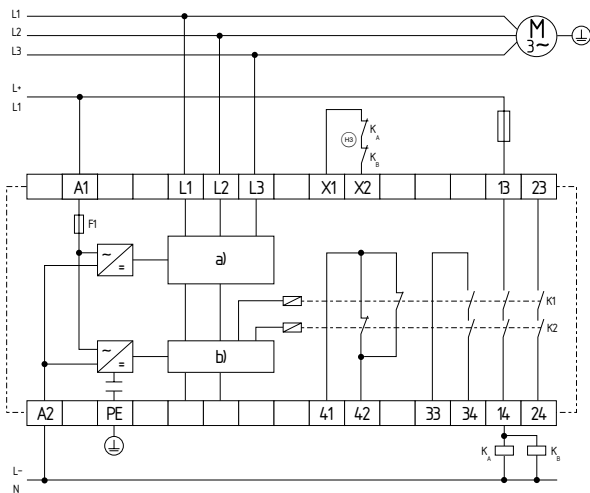 L1
L2
L3
M
3~
L+
L1
H3
K A
K B
A1
L1
L2
L3
X1
X2
13
23
F1
~
=
a)
K1
K2
~
=
b)
A2
PE
41
42
33
34
14
24
K A
K B
L-
N